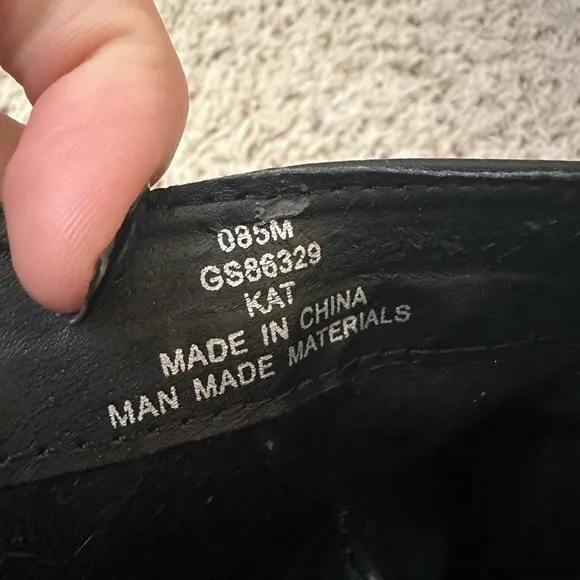 085M
GS86329
KAT
MADE IN CHINA
MAN MADE MATERIALS